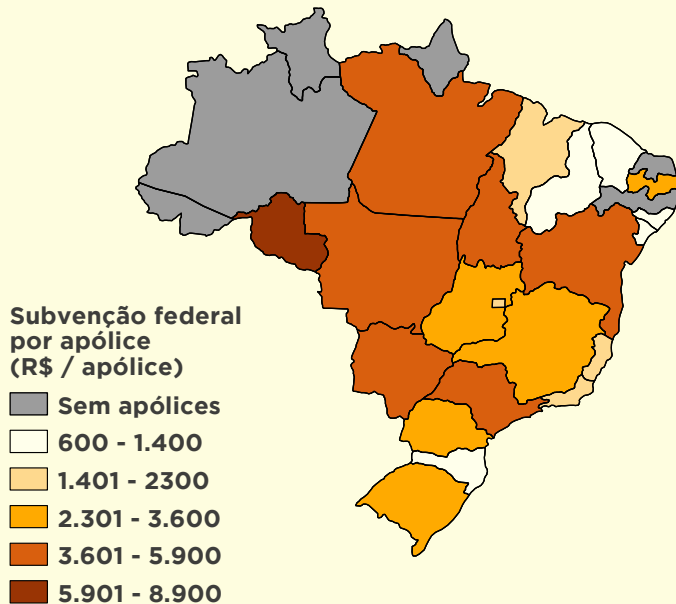 Subvenção federal
por apólice
(R$ / apólice)
Sem apólices
600 - 1.400
1.401 - 2300
2.301 - 3.600
3.601 - 5.900
5.901 - 8.900